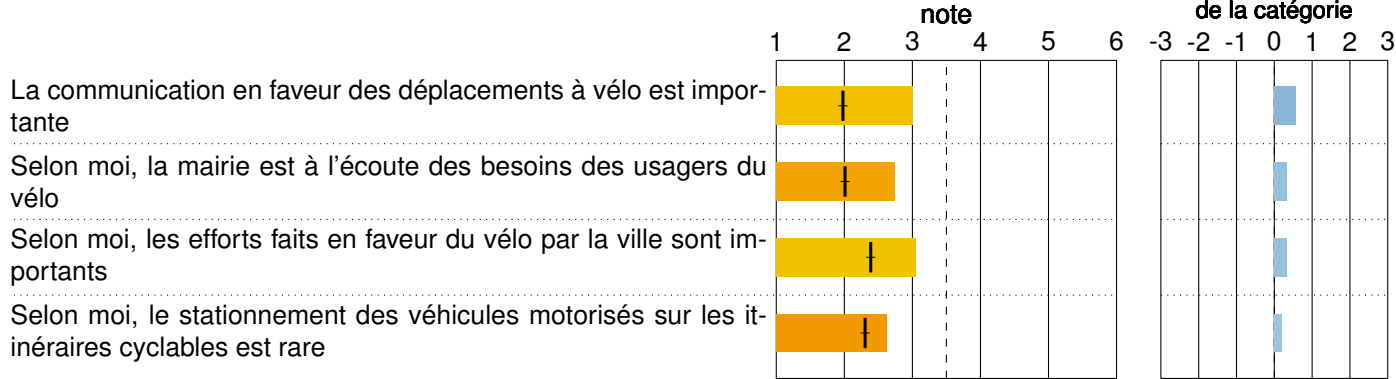 note
de la catégorie
1 2 3 4 5 6
-3 -2 -1 0 1 2 3
La communication en faveur des déplacements à vélo est impor-
tante
Selon moi, la mairie est à l'écoute des besoins des usagers du
vélo
Selon moi, les efforts faits en faveur du vélo par la ville sont im-
portants
Selon moi, le stationnement des véhicules motorisés sur les it-
inéraires cyclables est rare